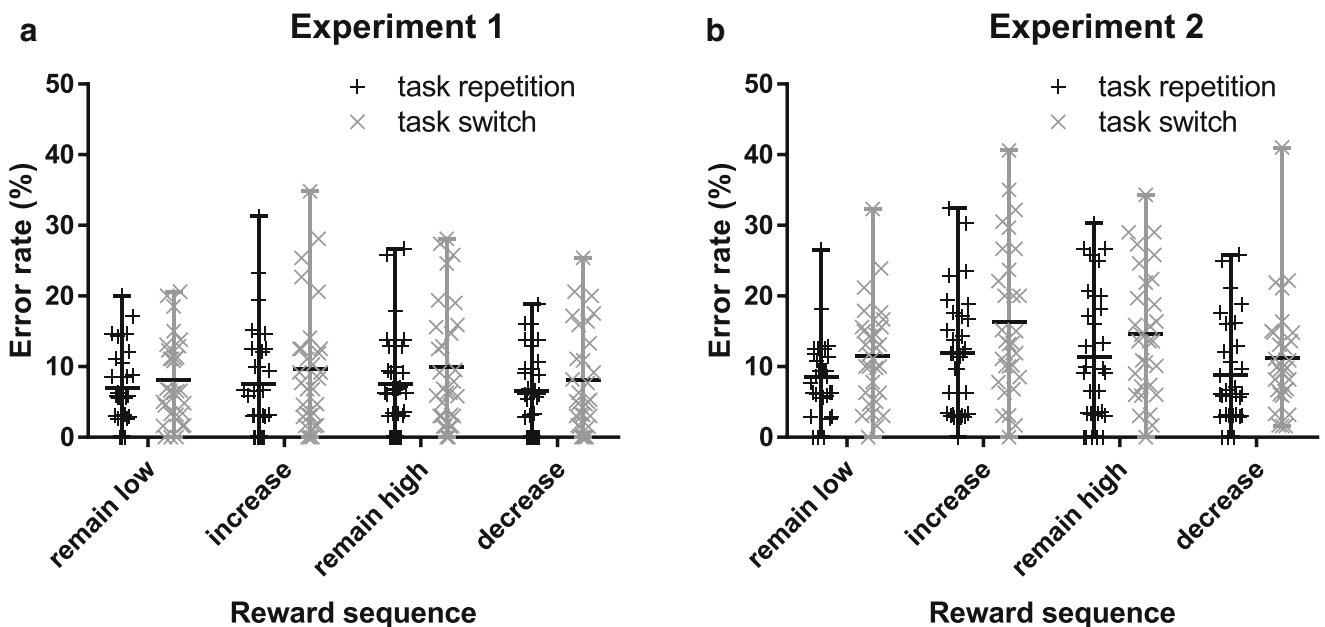 a
Experiment 1
+ task repetition
× task switch
Error rate (%)
50
40
30
20
10
0
remain low
increase
remain high
decrease
Reward sequence
b
Experiment 2
+ task repetition
× task switch
Error rate (%)
50
40
30
20
10
0
remain low
increase
remain high
decrease
Reward sequence